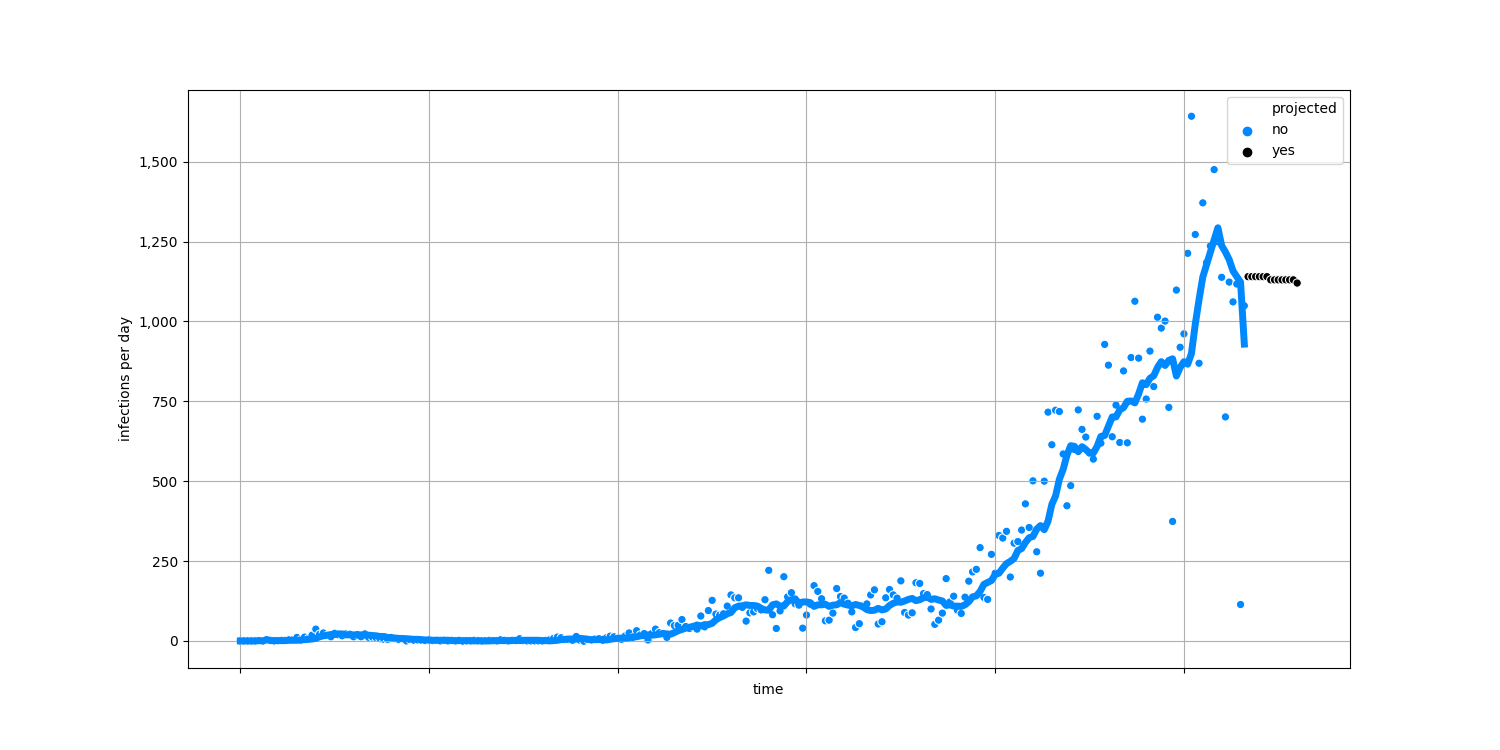 projected
no
yes
1,500
1,250
1,000
750
500
250
0
infections per day
time